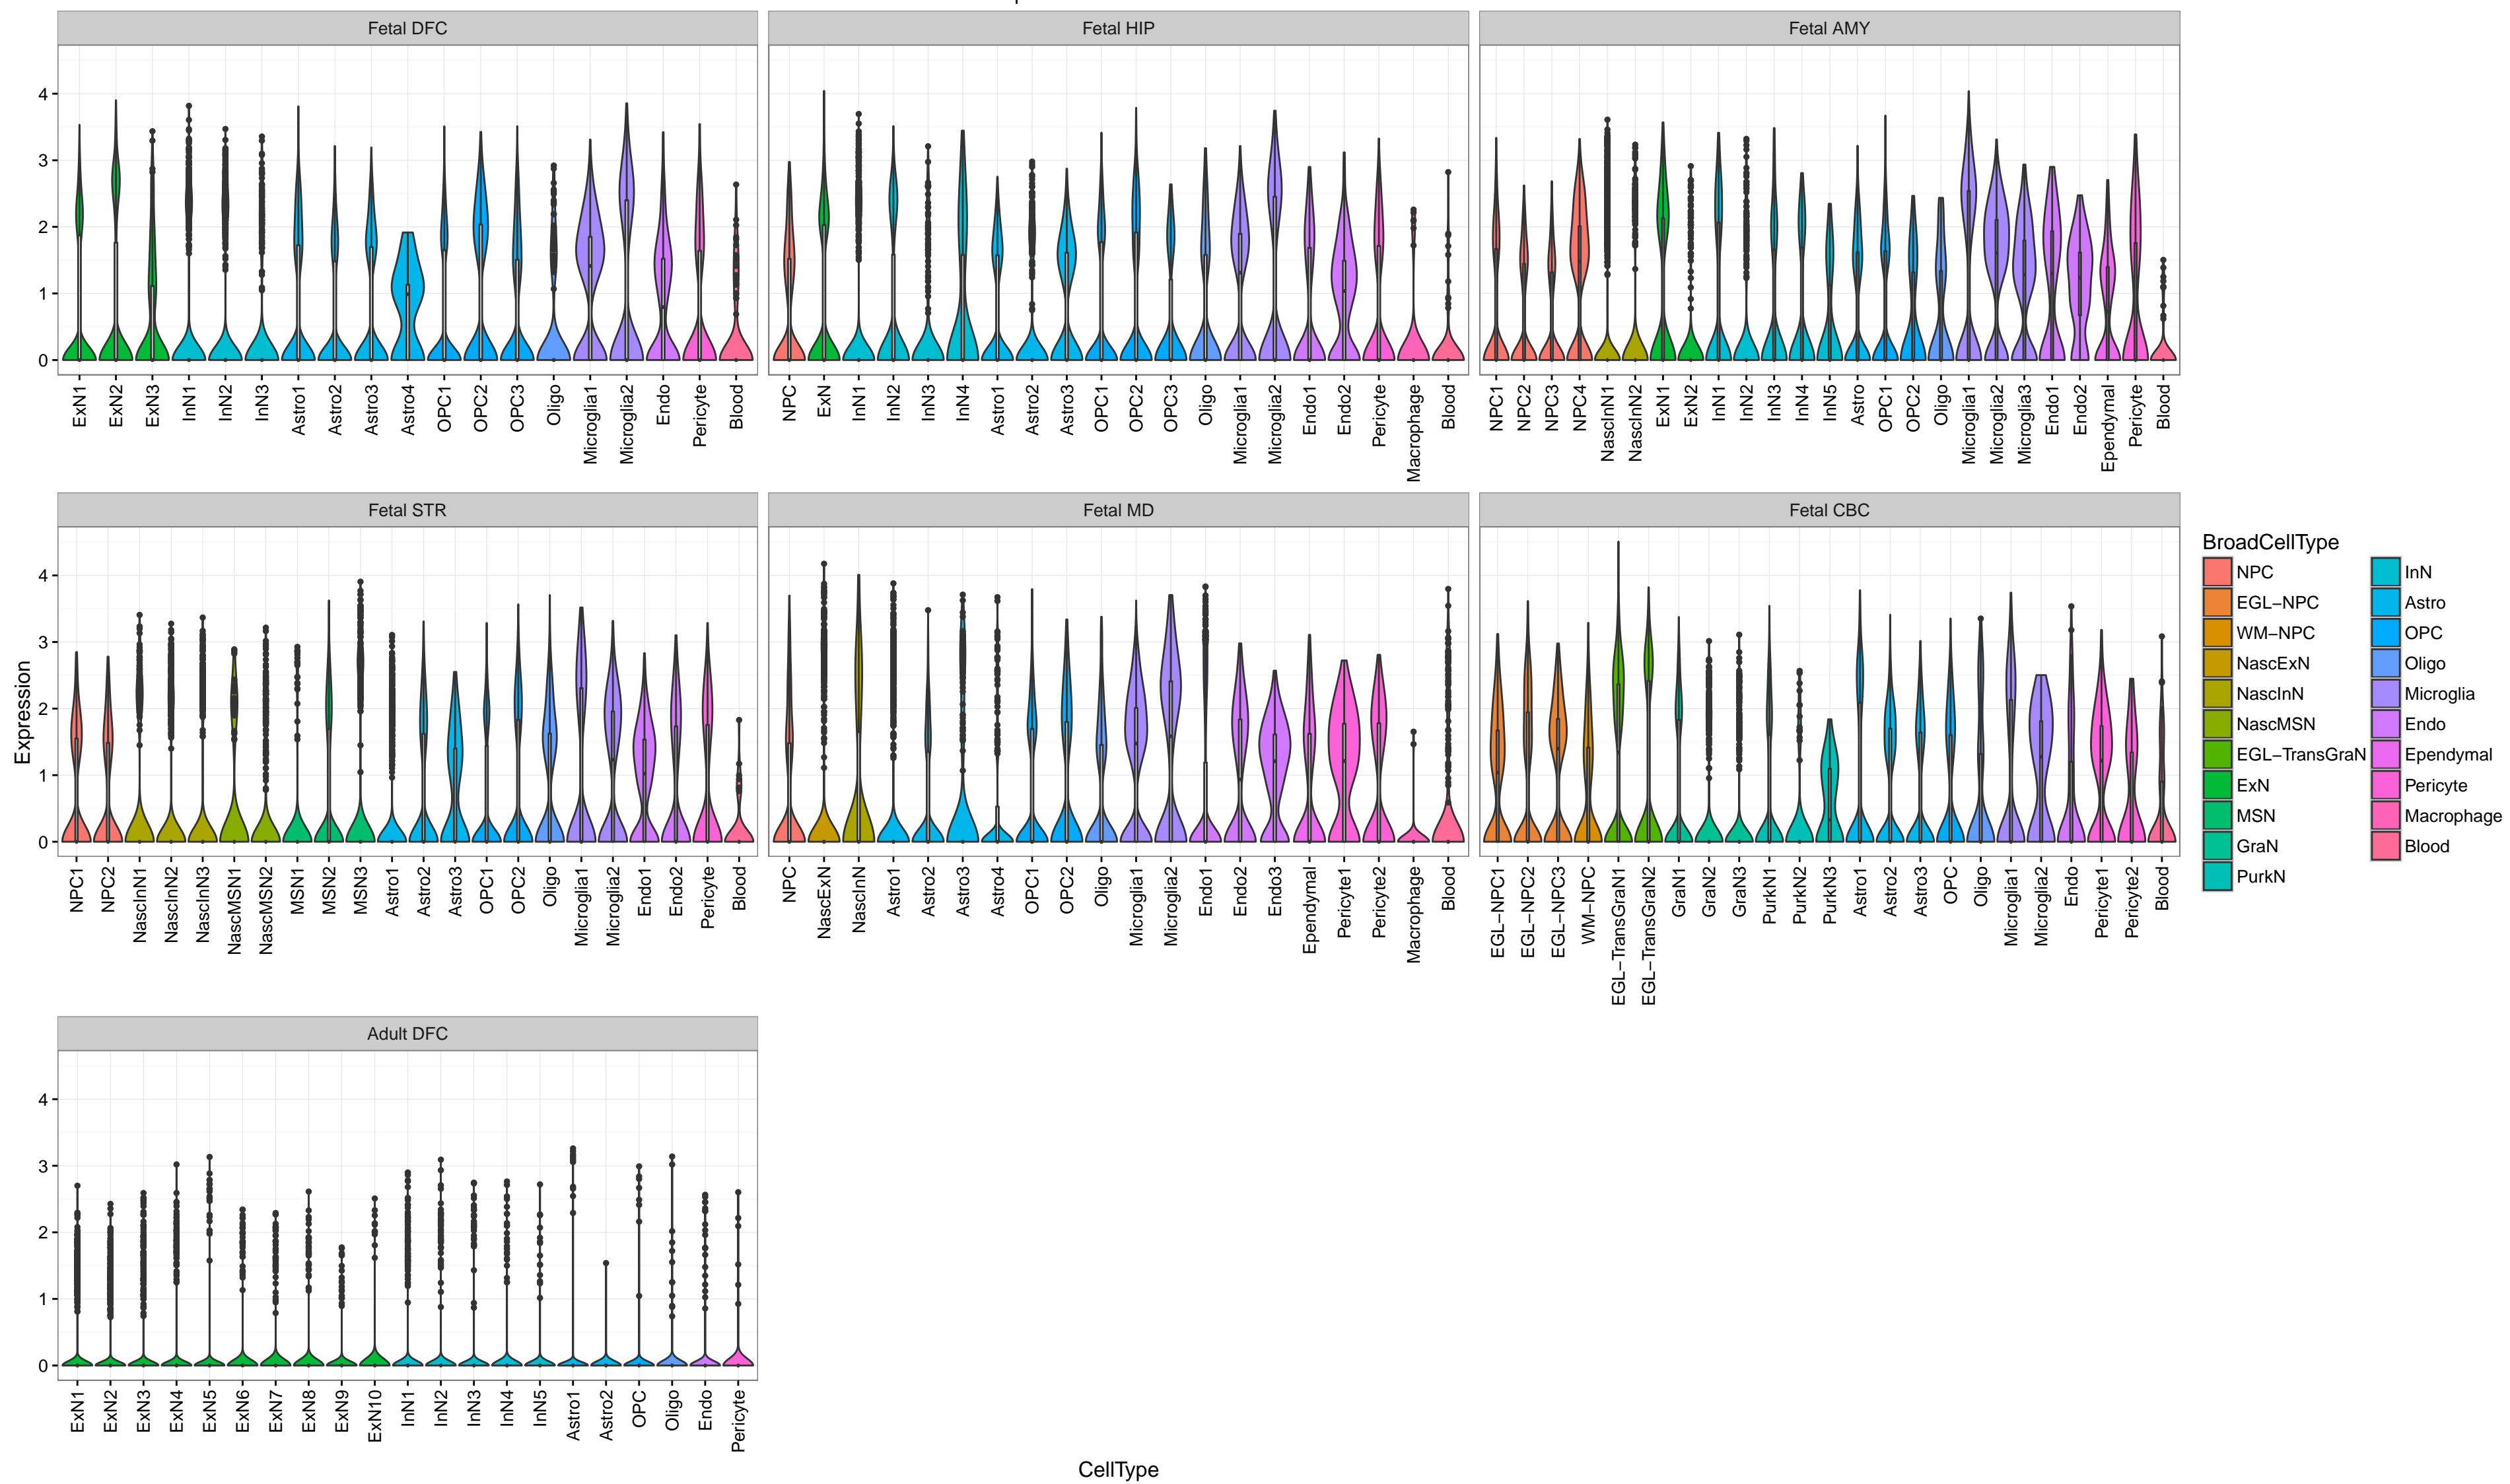 Fetal DFC Fetal HIP Fetal AMY
4
3
2
1
0
ExN1 ExN2 ExN3 InN1 InN2 InN3 Astro1 Astro2 Astro3 Astro4 OPC1 OPC2 OPC3 Oligo Microglia1 Microglia2 Endo Pericyte Blood
NPC ExN InN1 InN2 InN3 InN4 Astro1 Astro2 Astro3 OPC1 OPC2 OPC3 Oligo Microglia1 Microglia2 Endo1 Endo2 Pericyte Macrophage Blood
NPC1 NPC2 NPC3 NPC4 NascInN1 NascInN2 ExN1 ExN2 InN1 InN2 InN3 InN4 InN5 Astro OPC1 OPC2 Oligo Microglia1 Microglia2 Microglia3 Endo1 Endo2 Ependymal Pericyte Blood
Fetal STR Fetal MD Fetal CBC
Expression
4
3
2
1
0
NPC1 NPC2 NascInN1 NascInN2 NascInN3 NascMSN1 NascMSN2 MSN1 MSN2 MSN3 Astro1 Astro2 Astro3 OPC1 OPC2 Oligo Microglia1 Microglia2 Endo1 Endo2 Pericyte Blood
NPC NascExN NascInN Astro1 Astro2 Astro3 Astro4 OPC1 OPC2 Oligo Microglia1 Microglia2 Endo1 Endo2 Endo3 Ependymal Pericyte1 Pericyte2 Macrophage Blood
EGL−NPC1 EGL−NPC2 EGL−NPC3 WM−NPC EGL−TransGraN1 EGL−TransGraN2 GraN1 GraN2 GraN3 PurkN1 PurkN2 PurkN3 Astro1 Astro2 Astro3 OPC Oligo Microglia1 Microglia2 Endo Pericyte1 Pericyte2 Blood
BroadCellType
NPC InN
EGL−NPC Astro
WM−NPC OPC
NascExN Oligo
NascInN Microglia
NascMSN Endo
EGL−TransGraN Ependymal
ExN Pericyte
MSN Macrophage
GraN Blood
PurkN
Adult DFC
4
3
2
1
0
ExN1 ExN2 ExN3 ExN4 ExN5 ExN6 ExN7 ExN8 ExN9 ExN10 InN1 InN2 InN3 InN4 InN5 Astro1 Astro2 OPC Oligo Endo Pericyte
CellType